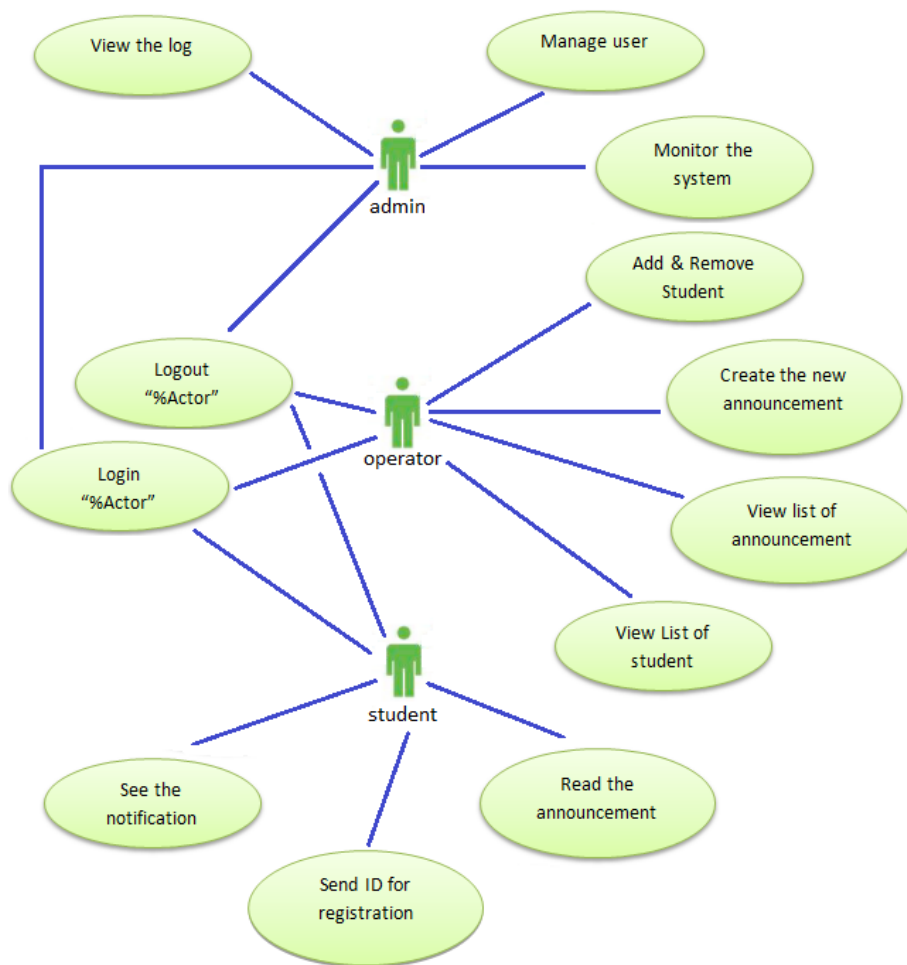 View the log
Manage user
Monitor the
system
admin
Add & Remove
Student
Logout
“%Actor”
Create the new
announcement
operator
Login
“%Actor”
View list of
announcement
View List of
student
student
See the
notification
Read the
announcement
Send ID for
registration